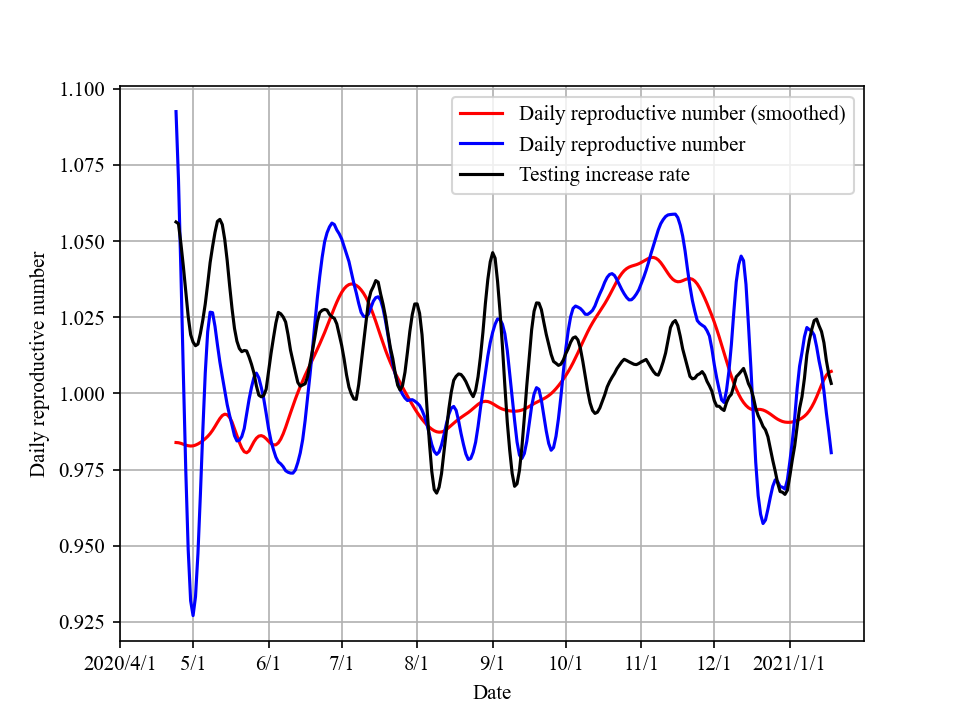 Daily reproductive number (smoothed)
Daily reproductive number
Testing increase rate
Daily reproductive number
1.100
1.075
1.050
1.025
1.000
0.975
0.950
0.925
2020/4/1 5/1 6/1 7/1 8/1 9/1 10/1 11/1 12/1 2021/1/1
Date